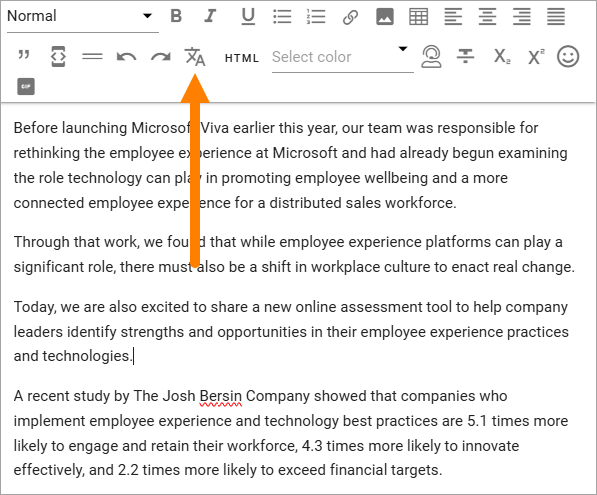 Normal B I U
HTML Select color X₂ X²
GIF
Before launching Microsoft Viva earlier this year, our team was responsible for
rethinking the employee experience at Microsoft and had already begun examining
the role technology can play in promoting employee wellbeing and a more
connected employee experience for a distributed sales workforce.
Through that work, we found that while employee experience platforms can play a
significant role, there must also be a shift in workplace culture to enact real change.
Today, we are also excited to share a new online assessment tool to help company
leaders identify strengths and opportunities in their employee experience practices
and technologies.
A recent study by The Josh Bersin Company showed that companies who
implement employee experience and technology best practices are 5.1 times more
likely to engage and retain their workforce, 4.3 times more likely to innovate
effectively, and 2.2 times more likely to exceed financial targets.